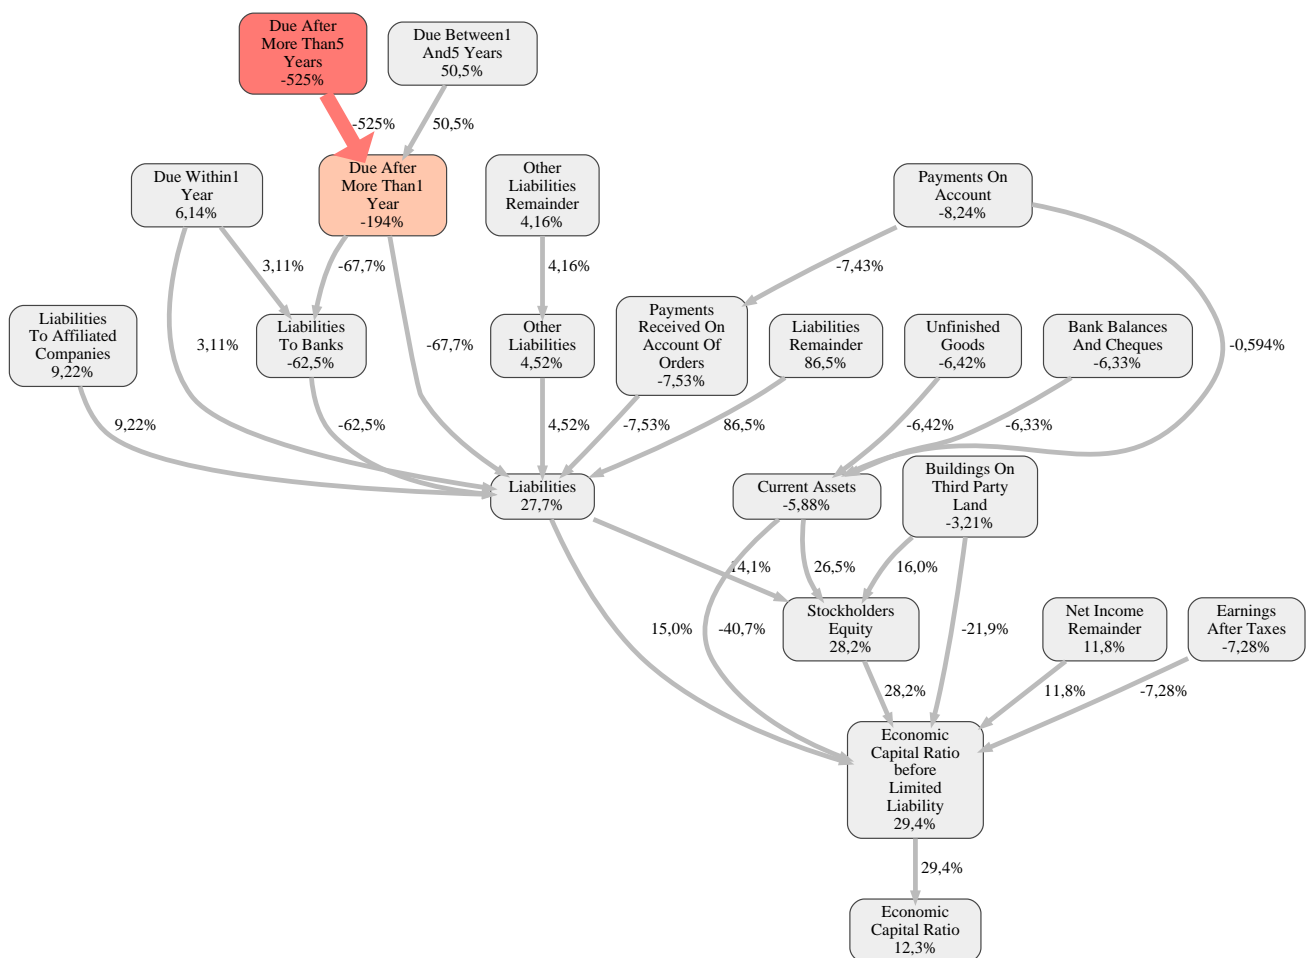 Due After
More Than5
Years
-525%
Due Between1
And5 Years
50,5%
-525%
50,5%
Due Within1
Year
6,14%
Due After
More Than1
Year
-194%
Other
Liabilities
Remainder
4,16%
Payments On
Account
-8,24%
3,11%
-67,7%
4,16%
-7,43%
Liabilities
To Affiliated
Companies
9,22%
3,11%
Liabilities
To Banks
-62,5%
-67,7%
Other
Liabilities
4,52%
Payments
Received On
Account Of
Orders
-7,53%
Liabilities
Remainder
86,5%
Unfinished
Goods
-6,42%
Bank Balances
And Cheques
-6,33%
-0,594%
9,22%
-62,5%
4,52%
-7,53%
86,5%
-6,42%
-6,33%
Liabilities
27,7%
Current Assets
-5,88%
Buildings On
Third Party
Land
-3,21%
14,1%
26,5%
16,0%
15,0%
-40,7%
Stockholders
Equity
28,2%
-21,9%
Net Income
Remainder
11,8%
Earnings
After Taxes
-7,28%
28,2%
11,8%
-7,28%
Economic
Capital Ratio
before
Limited
Liability
29,4%
29,4%
Economic
Capital Ratio
12,3%